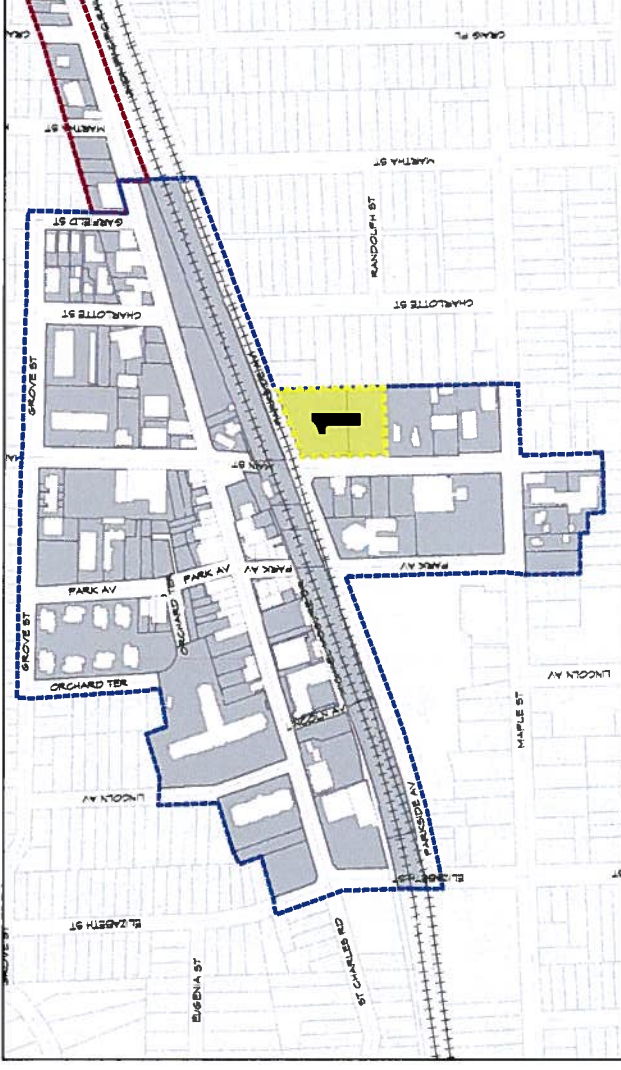 CRAIG PL
MARTHA ST
MARTHA ST
GARFIELD ST
RANDOLPH ST
CHARLOTTE ST
CHARLOTTE ST
GROVE ST
MAIN ST
1
PARK AV
PARK AV
PARK AV
PARK AV
ORCHARD TER
GROVE ST
ORCHARD TER
LINCOLN AV
LINCOLN AV
LINCOLN AV
MAPLE ST
PARKSIDE AV
ELIZABETH ST
ELIZABETH ST
GROVE ST
EUGENIA ST
ST CHARLES RD